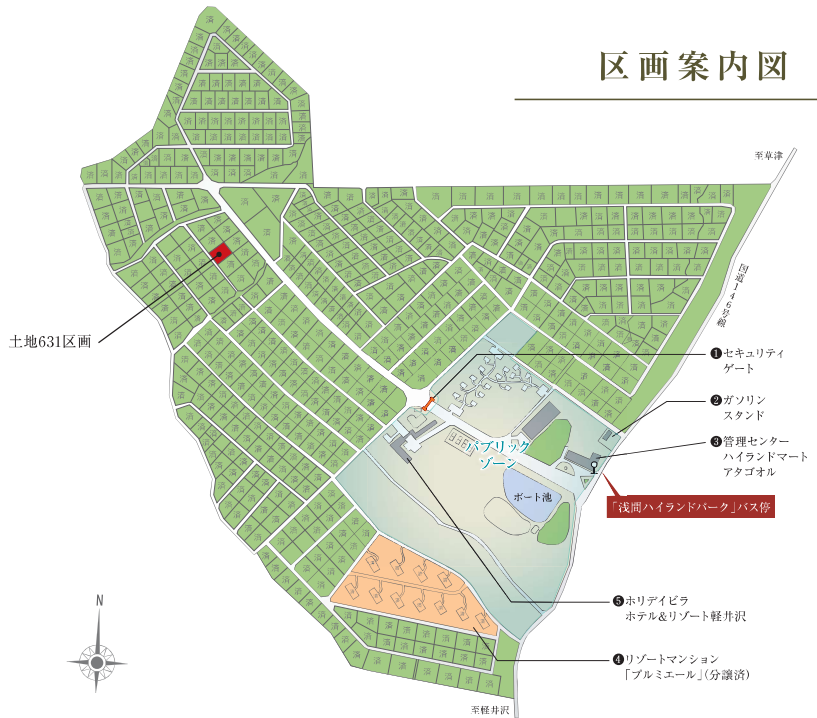 区画案内図
至草津
国道146号線
土地631区画
❶セキュリティ
ゲート
❷ガソリン
スタンド
❸管理センター
ハイランドマート
アタゴオル
パブリック
ゾーン
ボート池
「浅間ハイランドパーク」バス停
❺ホリデイビラ
ホテル&リゾート軽井沢
❹リゾートマンション
「プルミエール」(分譲済)
至軽井沢
N
済